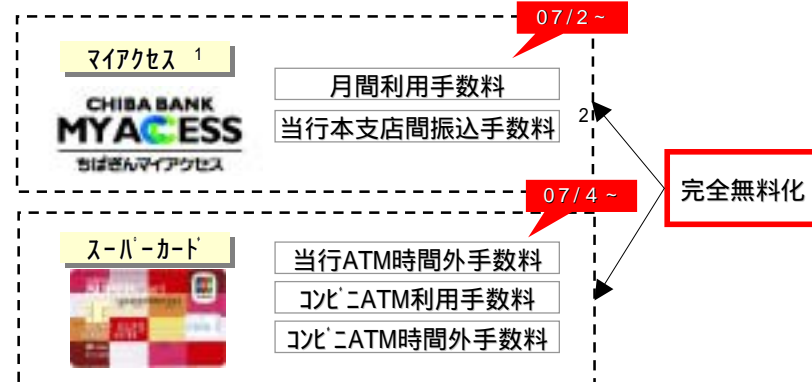 07/2~
マイアクセス 1
CHIBA BANK
MY ACCESS
ちばぎんマイアクセス
月間利用手数料
当行本支店間振込手数料 2
完全無料化
07/4~
スーパーカード
当行ATM時間外手数料
コンビニATM利用手数料
コンビニATM時間外手数料